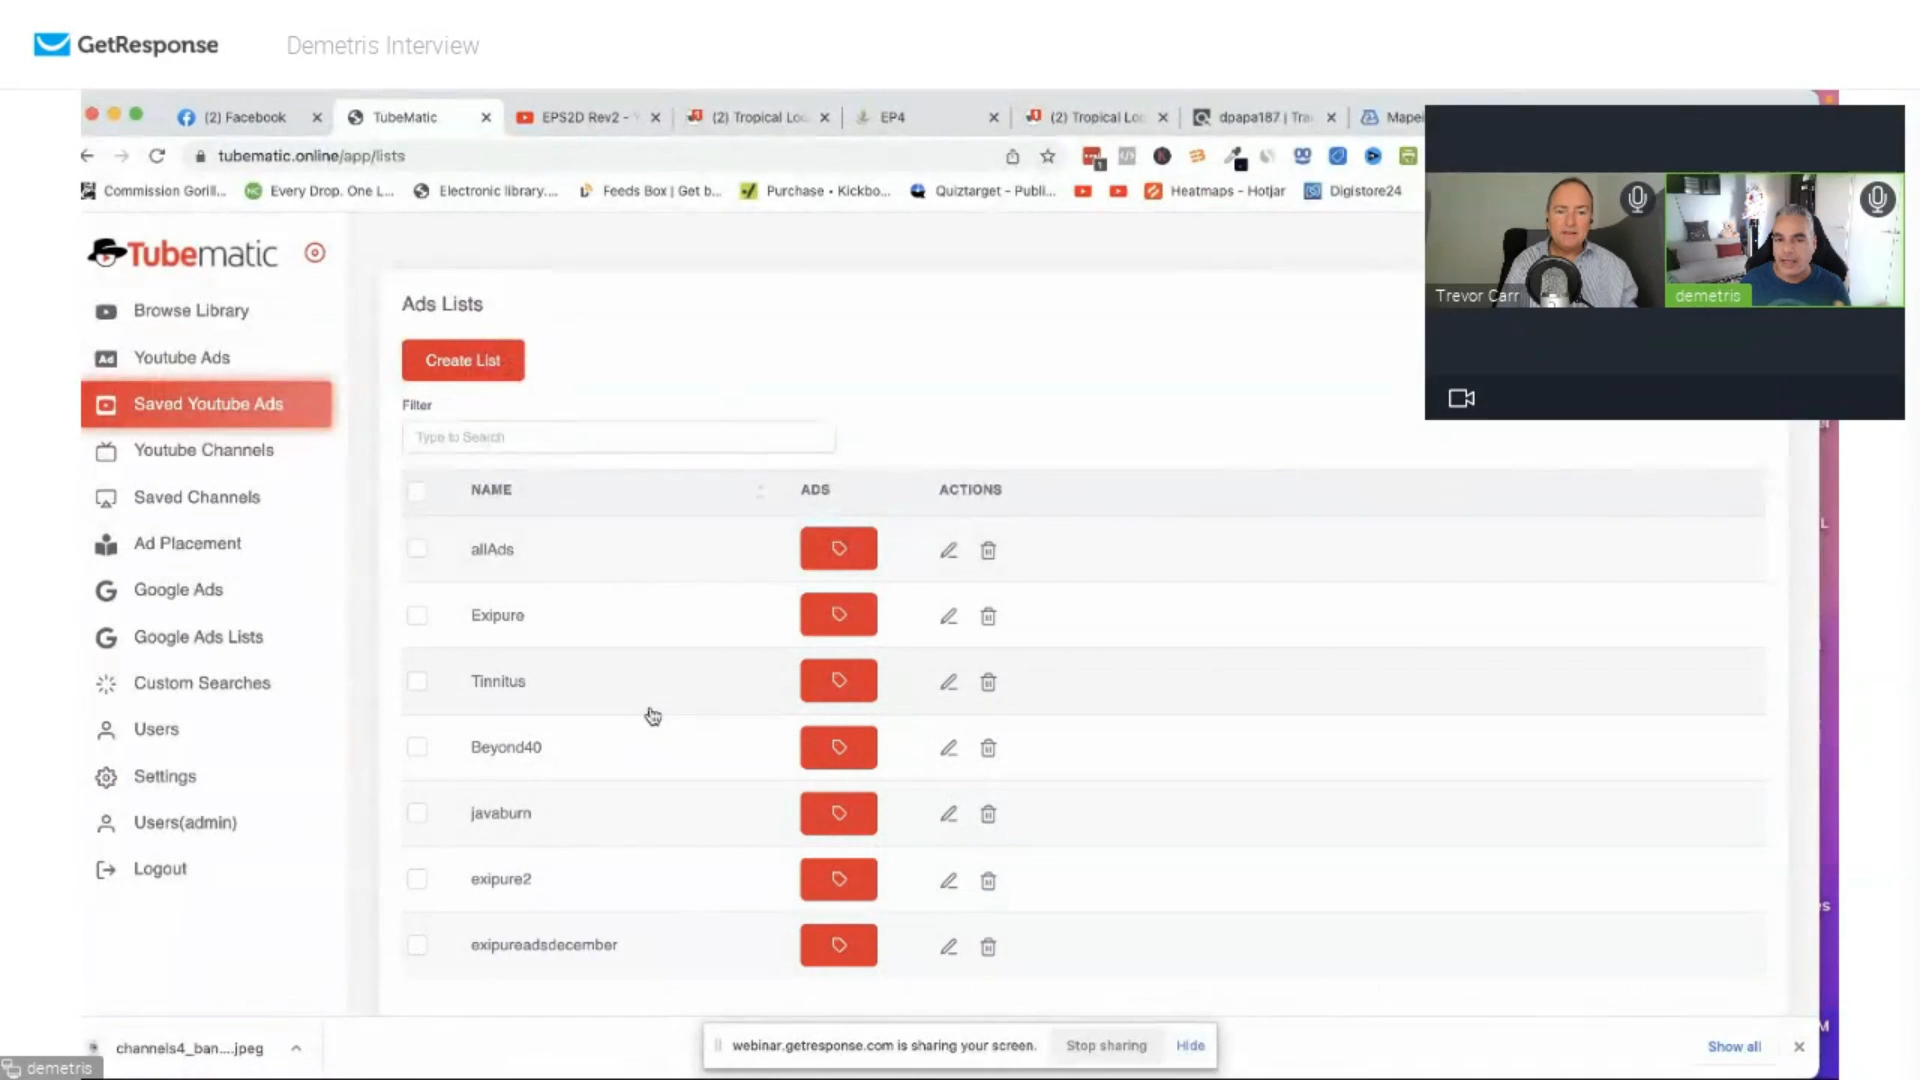 GetResponse
Demetris Interview
(2) Facebook
TubeMatic
EPS2D Rev2 -
(2) Tropical Loo
EP4
(2) Tropical Loo
dpapa187 | Tra
Mapei
tubematic.online/app/lists
Commission Gorill...
Every Drop. One L...
Electronic library....
Feeds Box | Get b...
Purchase • Kickbo...
Quiztarget - Publi...
Heatmaps - Hotjar
Digistore24
Trevor Carr
demetris
Tubematic
Browse Library
Ad
Youtube Ads
Saved Youtube Ads
Youtube Channels
Saved Channels
Ad Placement
Google Ads
Google Ads Lists
Custom Searches
Users
Settings
Users(admin)
Logout
Ads Lists
Create List
Filter
Type to Search
NAME
ADS
ACTIONS
allAds
Exipure
Tinnitus
Beyond40
javaburn
exipure2
exipureadsdecember
channels4_ban....jpeg
webinar.getresponse.com is sharing your screen.
Stop sharing
Hide
Show all
demetris